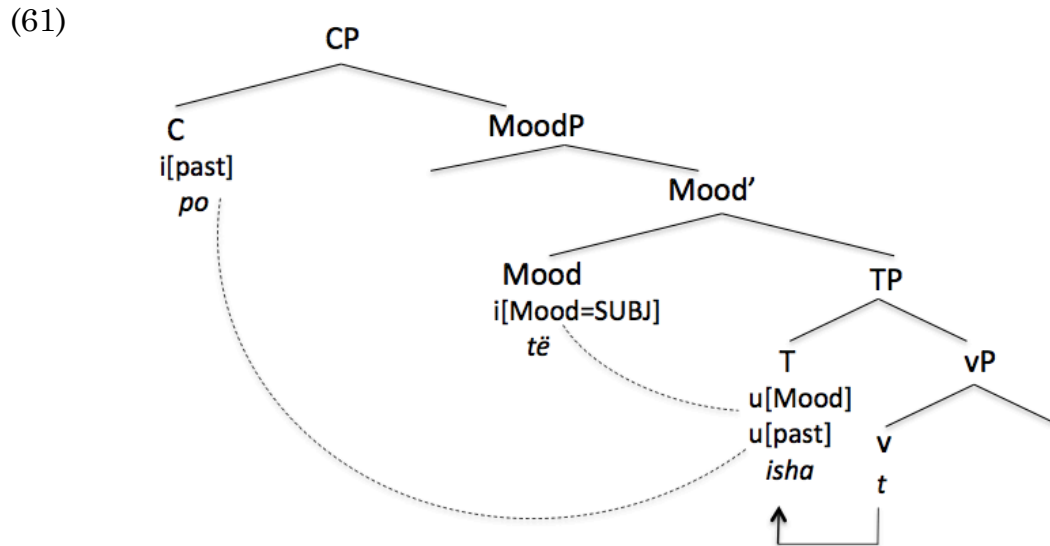 (61)
CP
C
MoodP
i[past]
po
Mood’
Mood
TP
i[Mood=SUBJ]
të
T
vP
u[Mood]
u[past]
v
isha
t